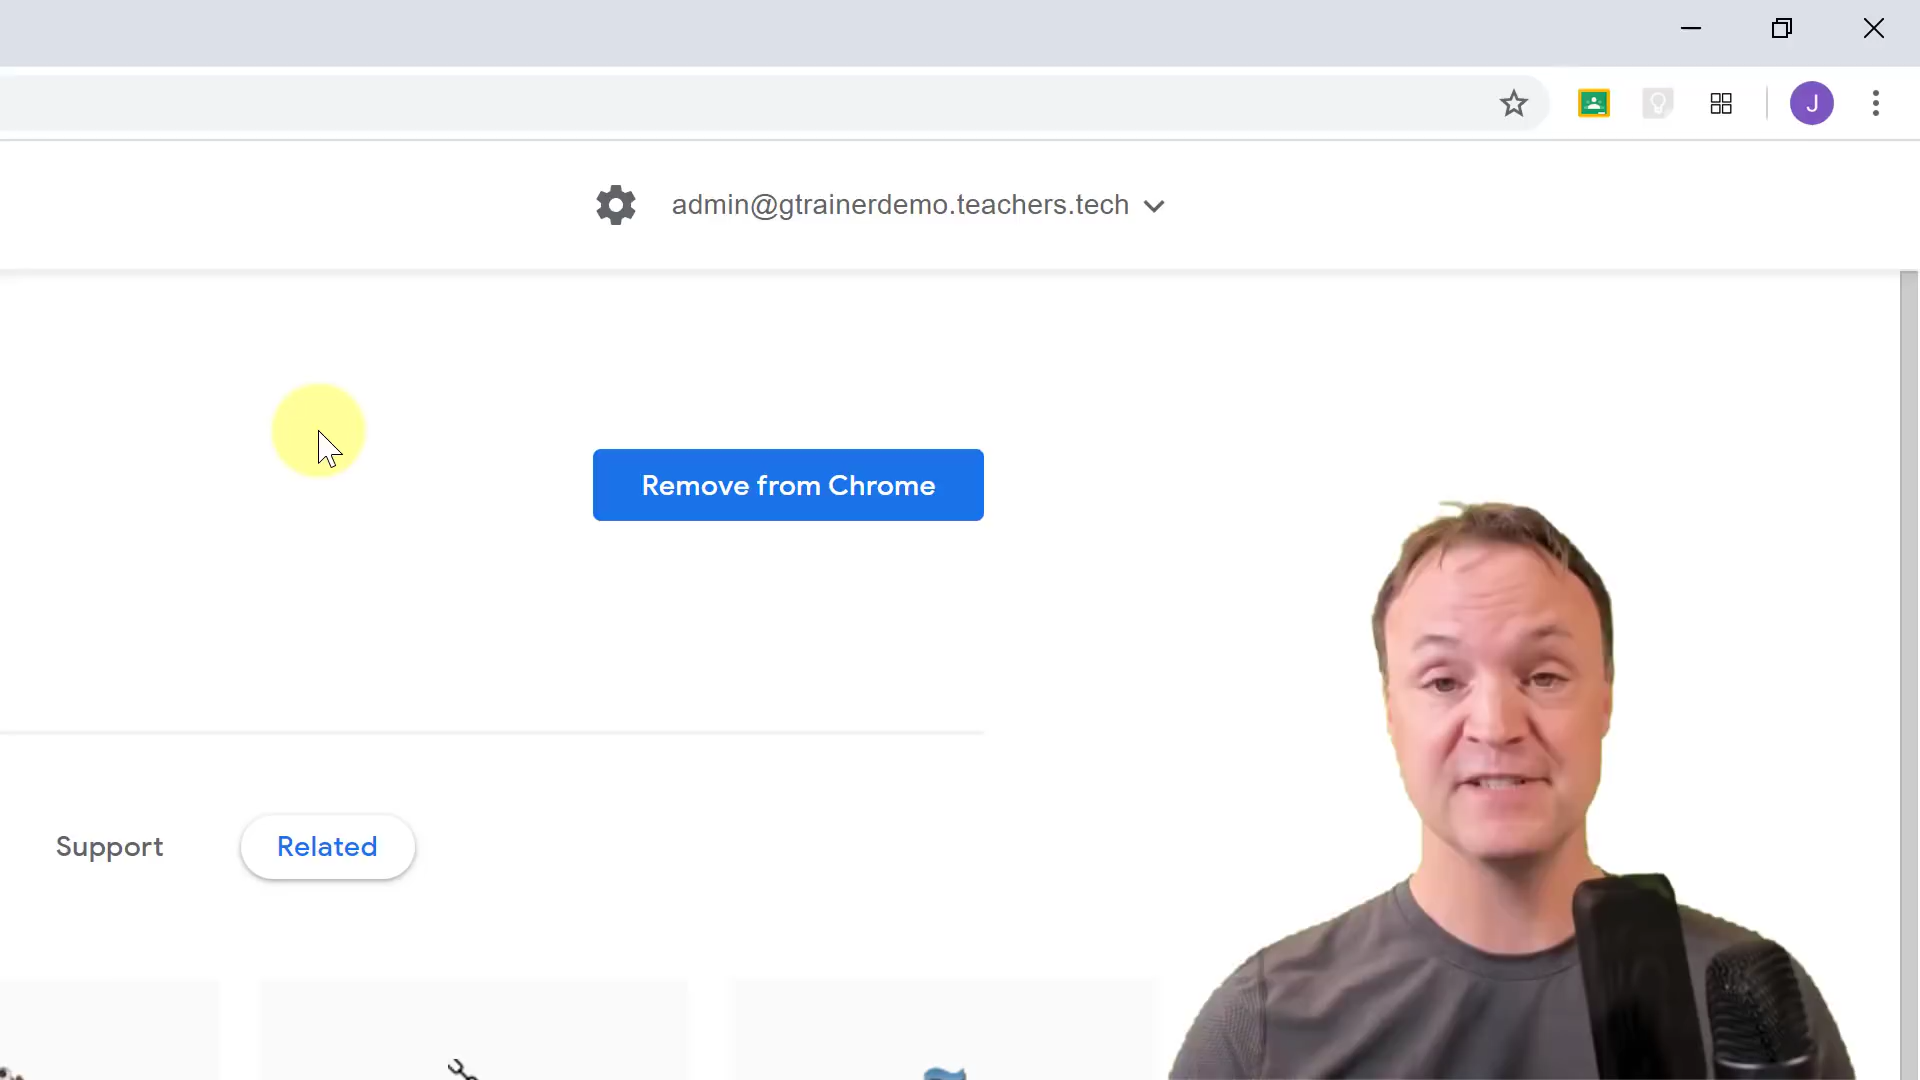 J
admin@gtrainerdemo.teachers.tech
Remove from Chrome
Support
Related